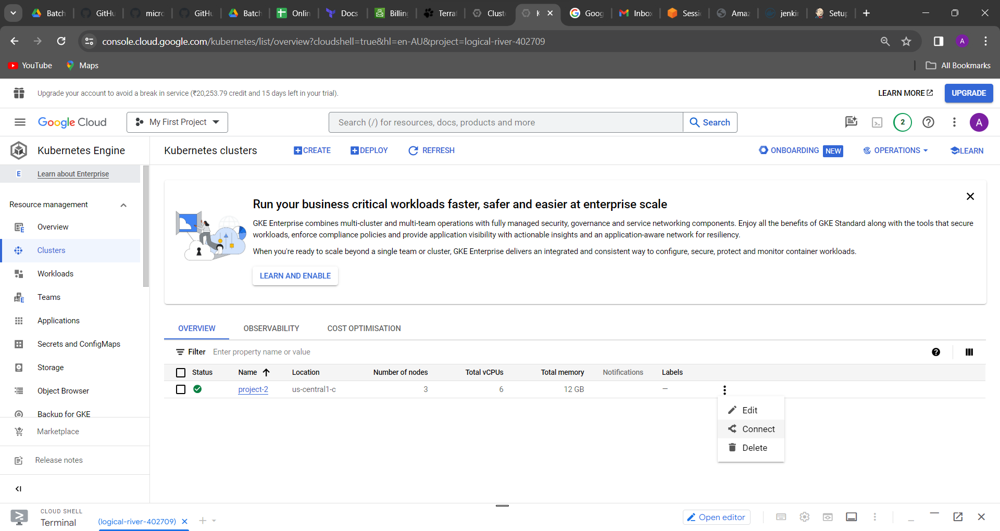 Batch
GitHu
micro
GitHu
Batch
Onlin
Docs
Billing
Terraf
Cluste
K
Goog
Inbox
Sessio
Amaz
jenkin
Setup
console.cloud.google.com/kubernetes/list/overview?cloudshell=true&hl=en-AU&project=logical-river-402709
A
YouTube
Maps
All Bookmarks
Upgrade your account to avoid a break in service (₹20,253.79 credit and 15 days left in your trial).
LEARN MORE
UPGRADE
Google Cloud
My First Project
Search (/) for resources, docs, products and more
Search
2
A
Kubernetes Engine
Kubernetes clusters
CREATE
DEPLOY
REFRESH
ONBOARDING NEW
OPERATIONS
LEARN
E Learn about Enterprise
Resource management
Overview
Clusters
Workloads
Teams
Applications
Secrets and ConfigMaps
Storage
Object Browser
Backup for GKE
Marketplace
Release notes
Run your business critical workloads faster, safer and easier at enterprise scale
GKE Enterprise combines multi-cluster and multi-team operations with fully managed security, governance and service networking components. Enjoy all the benefits of GKE Standard along with the tools that secure
workloads, enforce compliance policies and provide application visibility with actionable insights and an application-aware network for resiliency.
When you're ready to scale beyond a single team or cluster, GKE Enterprise delivers an integrated and consistent way to configure, secure, protect and monitor container workloads.
LEARN AND ENABLE
OVERVIEW
OBSERVABILITY
COST OPTIMISATION
Filter Enter property name or value
Status Name Location Number of nodes Total vCPUs Total memory Notifications Labels
project-2 us-central1-c 3 6 12 GB —
Edit
Connect
Delete
CLOUD SHELL
Terminal
(logical-river-402709)
Open editor